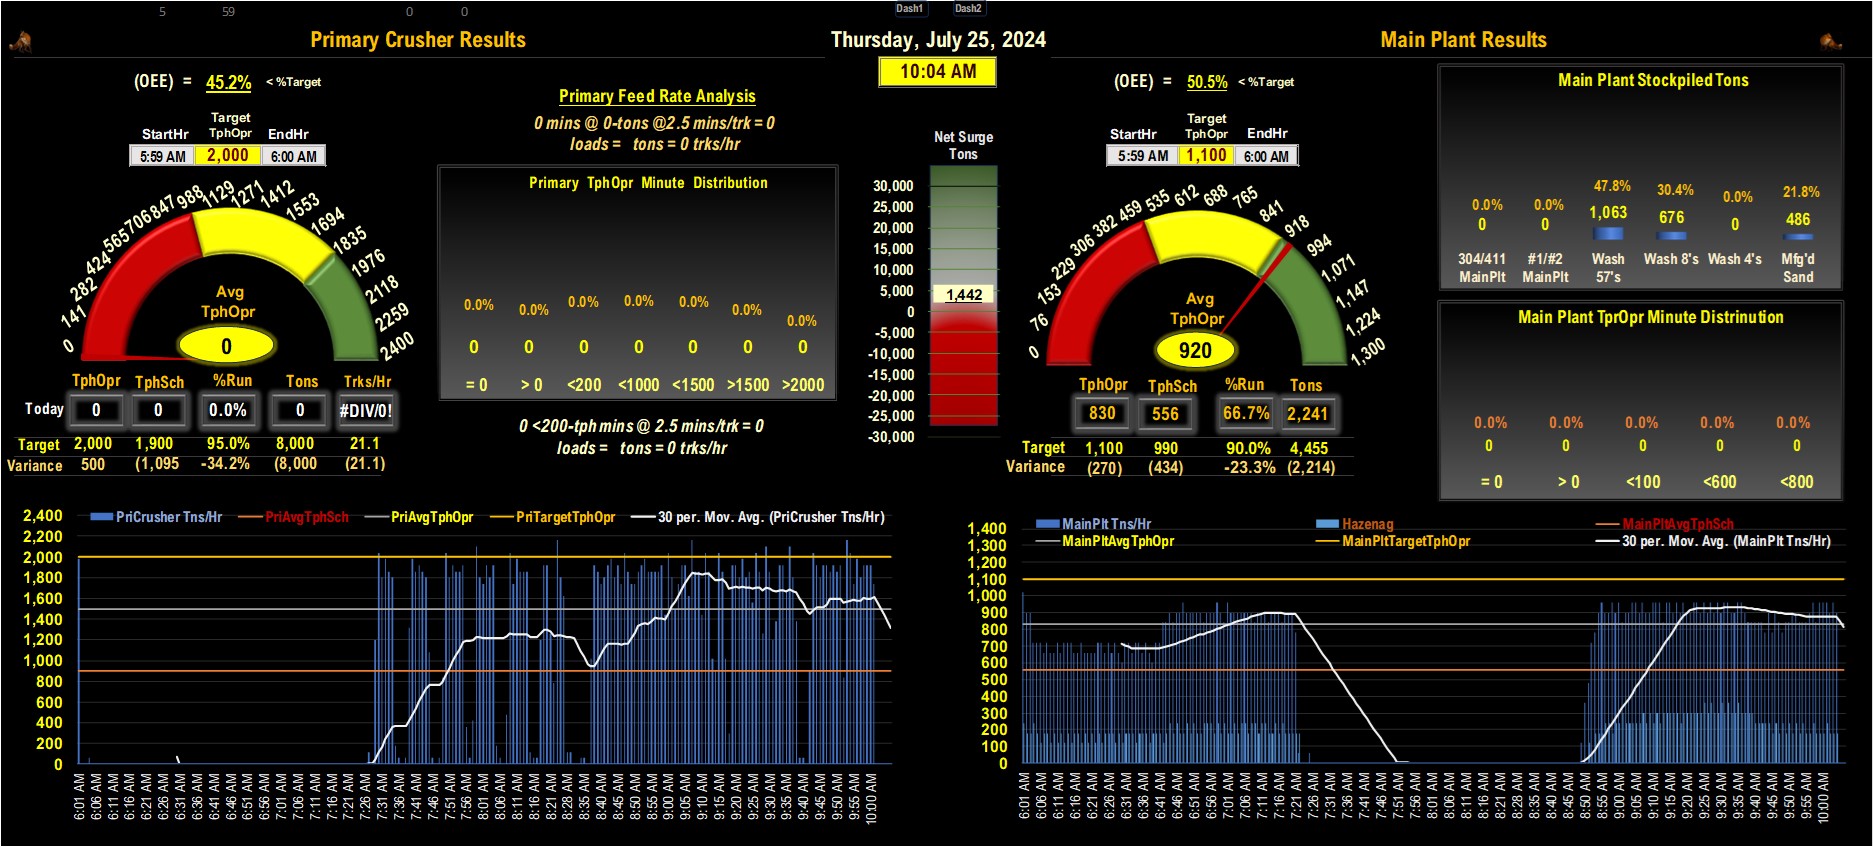 5 59 0 0 Dash1 Dash2
Primary Crusher Results
Thursday, July 25, 2024
Main Plant Results
10:04 AM
(OEE) = 45.2% < %Target
Primary Feed Rate Analysis
0 mins @ 0-tons @2.5 mins/trk = 0
loads = tons = 0 trks/hr
StartHr Target TphOpr EndHr
5:59 AM 2,000 6:00 AM
0 141 282 424 565 706 847 988 1129 1271 1412 1553 1694 1835 1976 2118 2259 2400
Avg
TphOpr
0
TphOpr TphSch %Run Tons Trks/Hr
Today 0 0 0.0% 0 #DIV/0!
Target 2,000 1,900 95.0% 8,000 21.1
Variance 500 (1,095 -34.2% (8,000 (21.1)
Primary TphOpr Minute Distribution
0.0% 0.0% 0.0% 0.0% 0.0% 0.0% 0.0%
0 0 0 0 0 0 0
= 0 > 0 <200 <1000 <1500 >1500 >2000
0 <200-tph mins @ 2.5 mins/trk = 0
loads = tons = 0 trks/hr
Net Surge
Tons
30,000
25,000
20,000
15,000
10,000
5,000
1,442
0
-5,000
-10,000
-15,000
-20,000
-25,000
-30,000
(OEE) = 50.5% < %Target
StartHr Target TphOpr EndHr
5:59 AM 1,100 6:00 AM
0 76 153 229 306 382 459 535 612 688 765 841 918 994 1,071 1,147 1,224 1,300
Avg
TphOpr
920
TphOpr TphSch %Run Tons
830 556 66.7% 2,241
Target 1,100 990 90.0% 4,455
Variance (270) (434) -23.3% (2,214)
Main Plant Stockpiled Tons
0.0% 0.0% 47.8% 30.4% 0.0% 21.8%
0 0 1,063 676 0 486
304/411 #1/#2 Wash Wash 8's Wash 4's Mfg'd
MainPlt MainPlt 57's Sand
Main Plant TprOpr Minute Distrinution
0.0% 0.0% 0.0% 0.0% 0.0%
0 0 0 0 0
= 0 > 0 <100 <600 <800
PriCrusher Tns/Hr PriAvgTphSch PriAvgTphOpr PriTargetTphOpr 30 per. Mov. Avg. (PriCrusher Tns/Hr)
2,400
2,200
2,000
1,800
1,600
1,400
1,200
1,000
800
600
400
200
0
6:01 AM 6:06 AM 6:11 AM 6:16 AM 6:21 AM 6:26 AM 6:31 AM 6:36 AM 6:41 AM 6:46 AM 6:51 AM 6:56 AM 7:01 AM 7:06 AM 7:11 AM 7:16 AM 7:21 AM 7:26 AM 7:31 AM 7:36 AM 7:41 AM 7:46 AM 7:51 AM 7:56 AM 8:01 AM 8:06 AM 8:11 AM 8:16 AM 8:21 AM 8:28 AM 8:35 AM 8:40 AM 8:45 AM 8:50 AM 8:55 AM 9:00 AM 9:05 AM 9:10 AM 9:15 AM 9:20 AM 9:25 AM 9:30 AM 9:35 AM 9:40 AM 9:45 AM 9:50 AM 9:55 AM 10:00 AM
MainPlt Tns/Hr Hazenag MainPltAvgTphSch
MainPltAvgTphOpr MainPltTargetTphOpr 30 per. Mov. Avg. (MainPlt Tns/Hr)
1,400
1,300
1,200
1,100
1,000
900
800
700
600
500
400
300
200
100
0
6:01 AM 6:06 AM 6:11 AM 6:16 AM 6:21 AM 6:26 AM 6:31 AM 6:36 AM 6:41 AM 6:46 AM 6:51 AM 6:56 AM 7:01 AM 7:06 AM 7:11 AM 7:16 AM 7:21 AM 7:26 AM 7:31 AM 7:36 AM 7:41 AM 7:46 AM 7:51 AM 7:56 AM 8:01 AM 8:06 AM 8:11 AM 8:16 AM 8:21 AM 8:28 AM 8:35 AM 8:40 AM 8:45 AM 8:50 AM 8:55 AM 9:00 AM 9:05 AM 9:10 AM 9:15 AM 9:20 AM 9:25 AM 9:30 AM 9:35 AM 9:40 AM 9:45 AM 9:50 AM 9:55 AM 10:00 AM